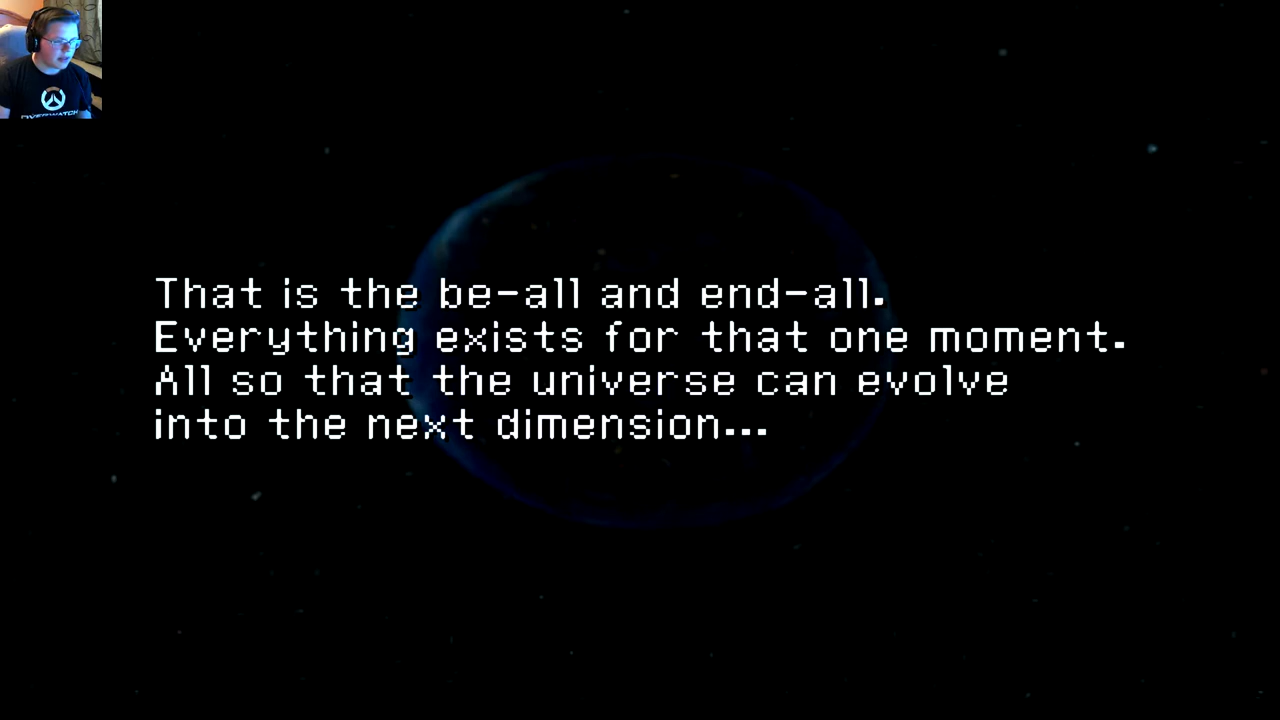 That is the be-all and end-all.
Everything exists for that one moment.
All so that the universe can evolve
into the next dimension...
OVERWATCH